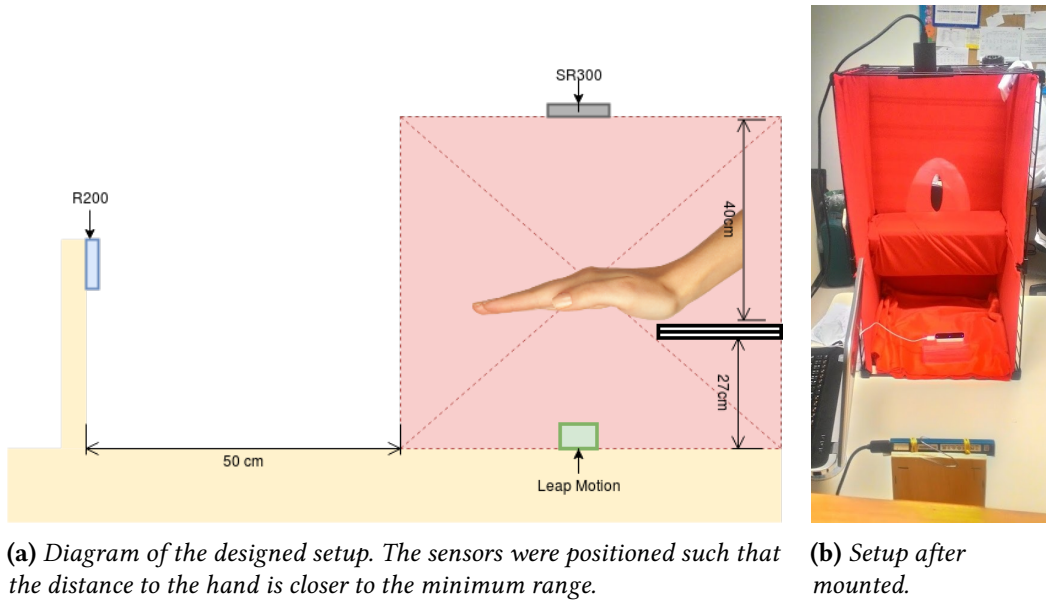 SR300
R200
40cm
27cm
50 cm
Leap Motion
(a) Diagram of the designed setup. The sensors were positioned such that
the distance to the hand is closer to the minimum range.
(b) Setup after
mounted.